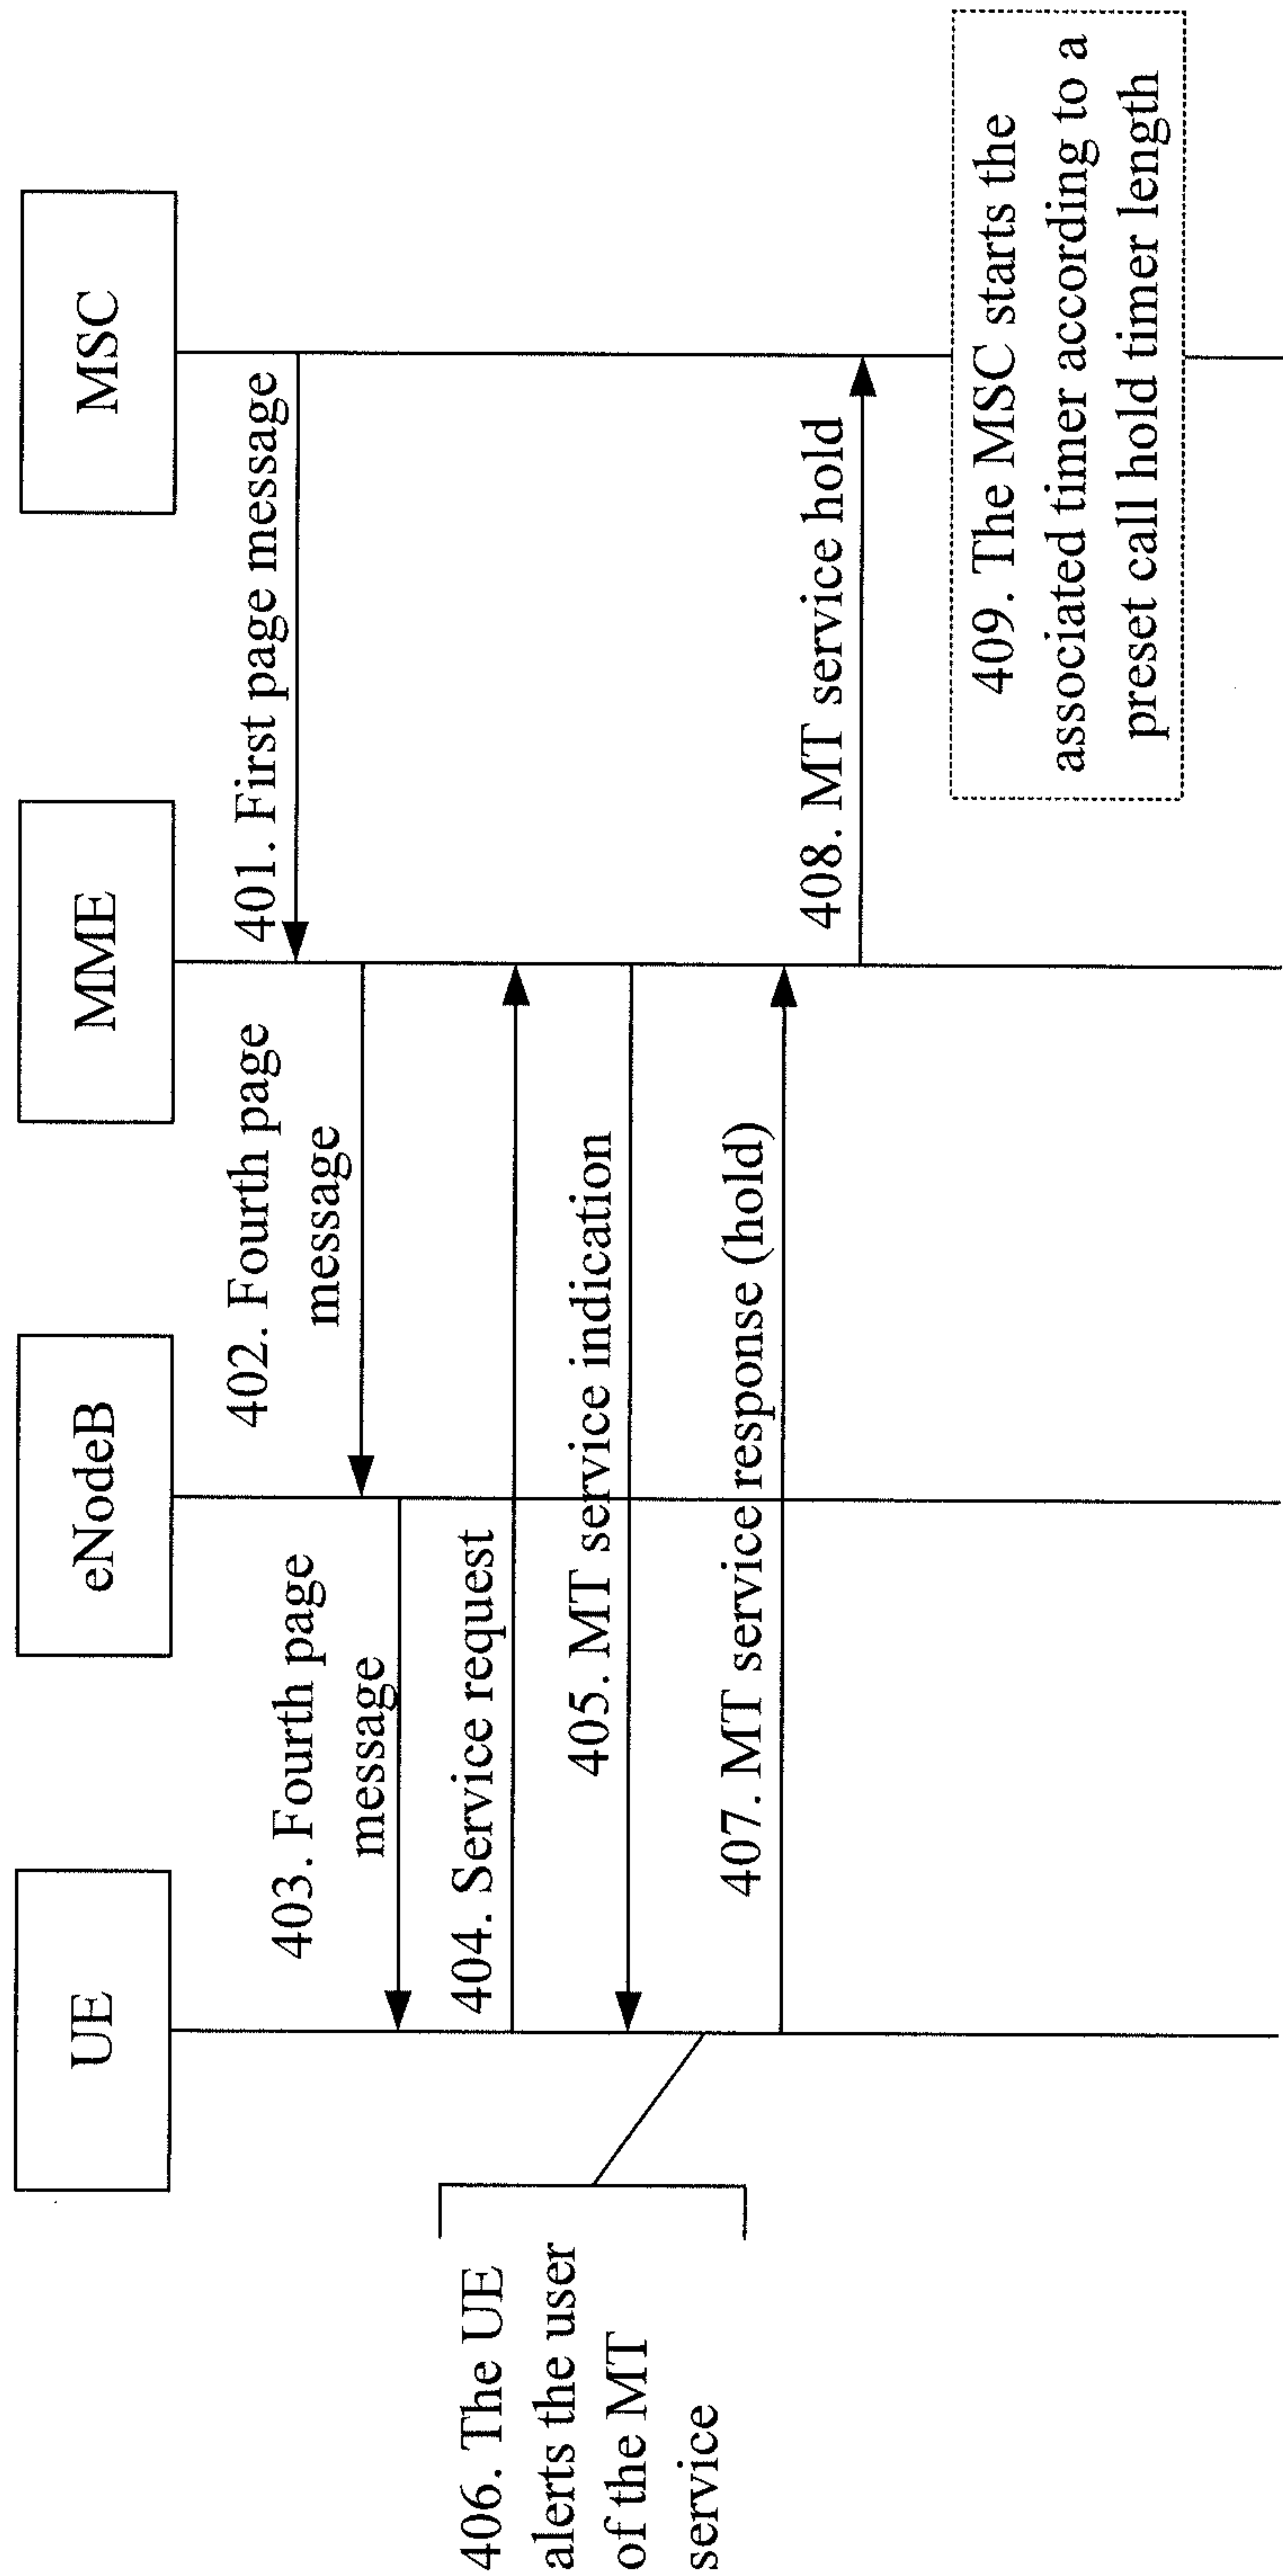 UE
eNodeB
MME
MSC
401. First page message
402. Fourth page
message
403. Fourth page
message
404. Service request
405. MT service indication
406. The UE
alerts the user
of the MT
service
407. MT service response (hold)
408. MT service hold
409. The MSC starts the
associated timer according to a
preset call hold timer length